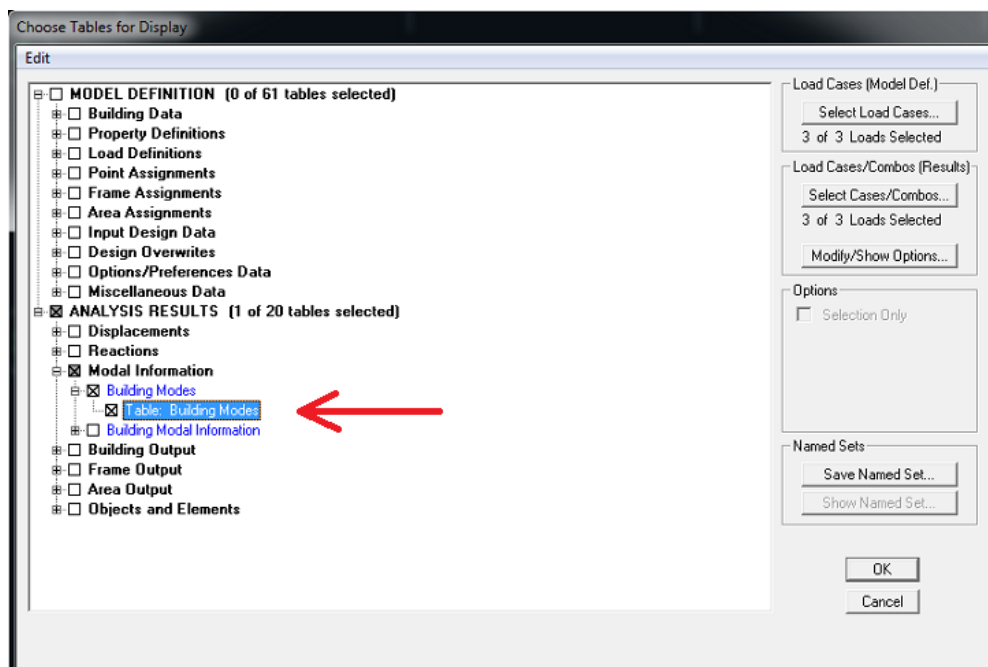 Choose Tables for Display
Edit
MODEL DEFINITION (0 of 61 tables selected)
Building Data
Property Definitions
Load Definitions
Point Assignments
Frame Assignments
Area Assignments
Input Design Data
Design Overwrites
Options/Preferences Data
Miscellaneous Data
ANALYSIS RESULTS (1 of 20 tables selected)
Displacements
Reactions
Modal Information
Building Modes
Table: Building Modes
Building Modal Information
Building Output
Frame Output
Area Output
Objects and Elements
Load Cases (Model Def.)
Select Load Cases...
3 of 3 Loads Selected
Load Cases/Combos (Results)
Select Cases/Combos...
3 of 3 Loads Selected
Modify/Show Options...
Options
Selection Only
Named Sets
Save Named Set...
Show Named Set...
OK
Cancel